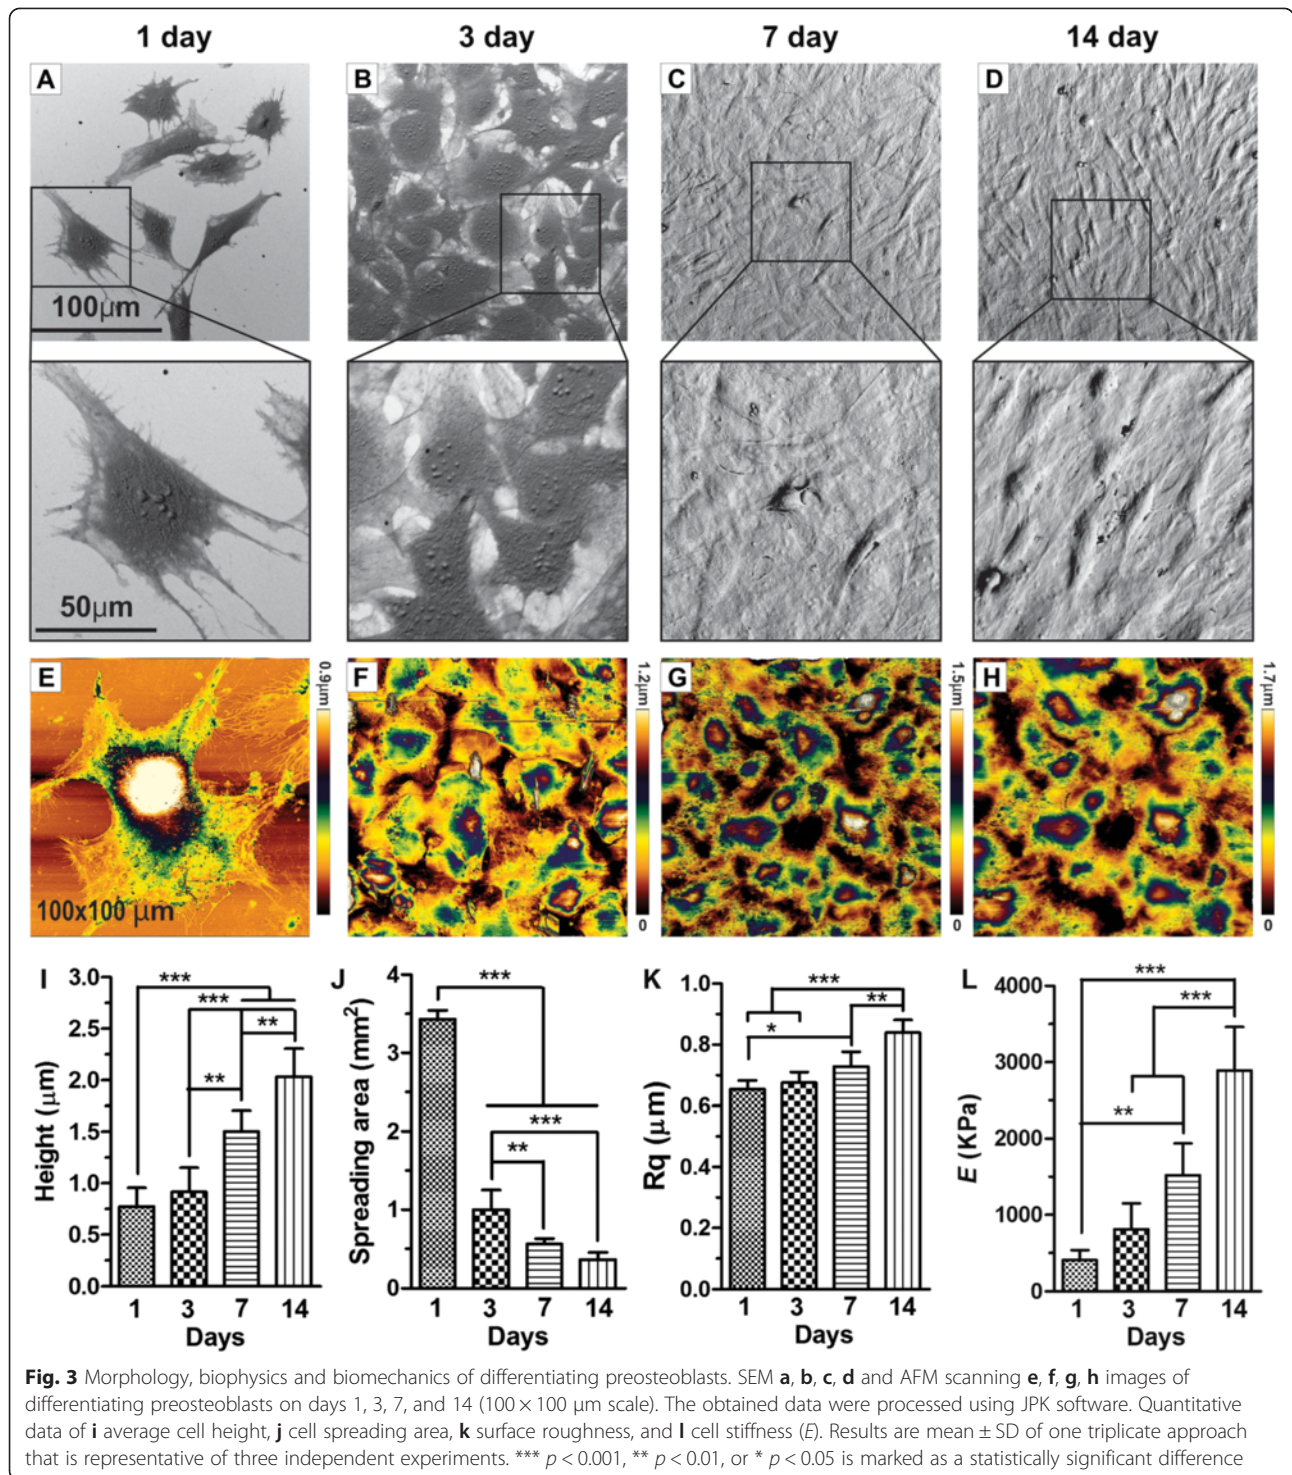 1 day 3 day 7 day 14 day
A B C D
100µm
50µm
E F G H
0.9µm 1.2µm 1.5µm 1.7µm
100x100 µm
0 0 0 0
I J K L
*** *** ** **
*** *** **
*** ** *
*** *** **
Height (µm)
3.0
2.5
2.0
1.5
1.0
0.5
0.0
1 3 7 14
Days
Spreading area (mm²)
4
3
2
1
0
1 3 7 14
Days
Rq (µm)
1.0
0.8
0.6
0.4
0.2
0.0
1 3 7 14
Days
E (KPa)
4000
3000
2000
1000
0
1 3 7 14
Days
Fig. 3 Morphology, biophysics and biomechanics of differentiating preosteoblasts. SEM a, b, c, d and AFM scanning e, f, g, h images of
differentiating preosteoblasts on days 1, 3, 7, and 14 (100 × 100 µm scale). The obtained data were processed using JPK software. Quantitative
data of i average cell height, j cell spreading area, k surface roughness, and l cell stiffness (E). Results are mean ± SD of one triplicate approach
that is representative of three independent experiments. *** p < 0.001, ** p < 0.01, or * p < 0.05 is marked as a statistically significant difference